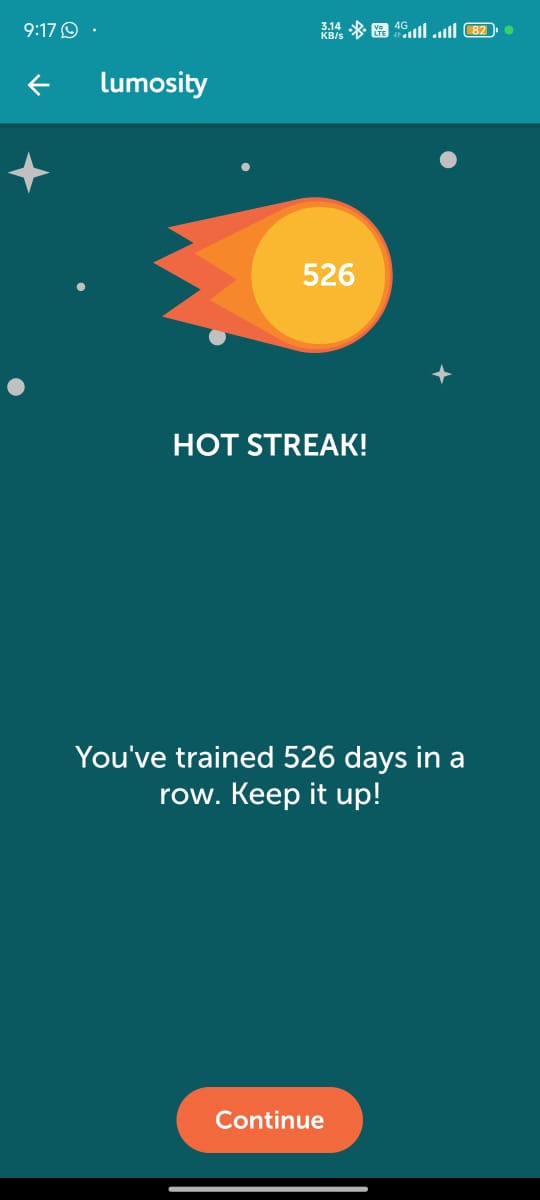 9:17
3.14
KB/s
Vo
LTE
4G
82
lumosity
526
HOT STREAK!
You've trained 526 days in a
row. Keep it up!
Continue